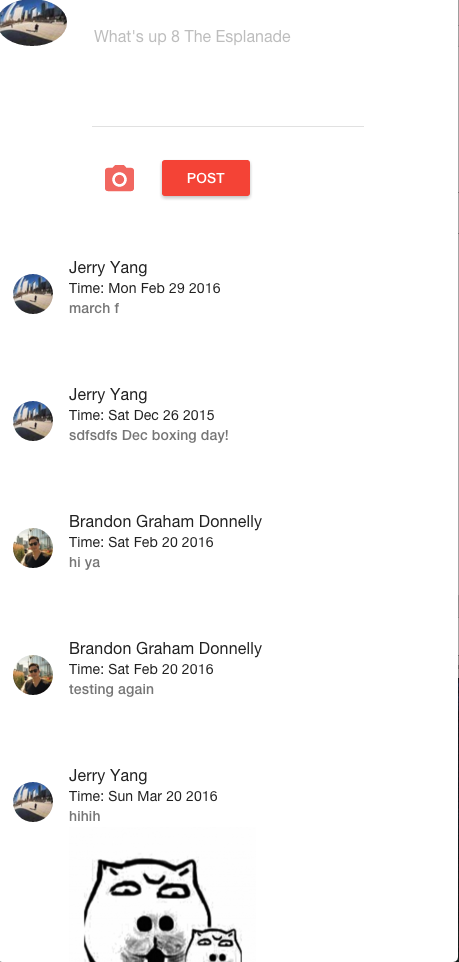 What's up 8 The Esplanade
POST
Jerry Yang
Time: Mon Feb 29 2016
march f
Jerry Yang
Time: Sat Dec 26 2015
sdfsdfs Dec boxing day!
Brandon Graham Donnelly
Time: Sat Feb 20 2016
hi ya
Brandon Graham Donnelly
Time: Sat Feb 20 2016
testing again
Jerry Yang
Time: Sun Mar 20 2016
hihih